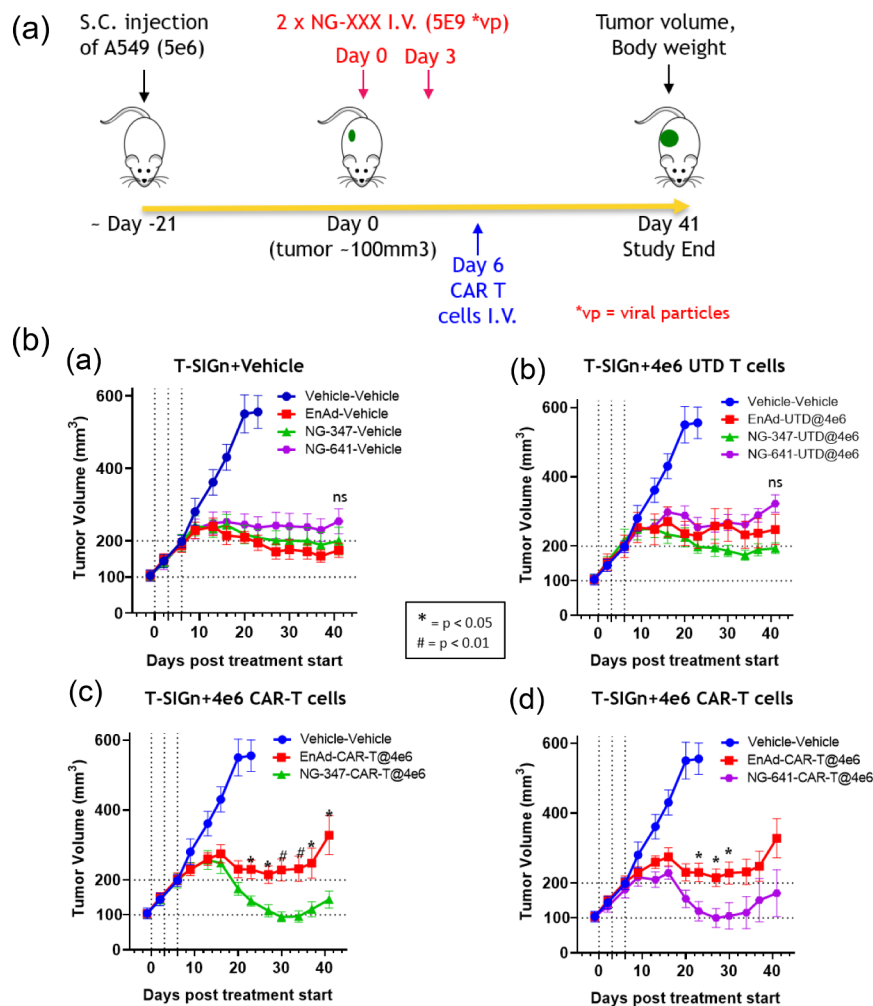 (a)
S.C. injection
of A549 (5e6)
2 x NG-XXX I.V. (5E9 *vp)
Day 0
Day 3
Tumor volume,
Body weight
~ Day -21
Day 0
(tumor ~100mm3)
Day 6
CAR T
cells I.V.
Day 41
Study End
*vp = viral particles
(b)
(a)
T-SIGn+Vehicle
Vehicle-Vehicle
EnAd-Vehicle
NG-347-Vehicle
NG-641-Vehicle
ns
Tumor Volume (mm³)
600
400
200
100
0
0 10 20 30 40
Days post treatment start
(b)
T-SIGn+4e6 UTD T cells
Vehicle-Vehicle
EnAd-UTD@4e6
NG-347-UTD@4e6
NG-641-UTD@4e6
ns
Tumor Volume (mm³)
600
400
200
100
0
0 10 20 30 40
Days post treatment start
* = p < 0.05
# = p < 0.01
(c)
T-SIGn+4e6 CAR-T cells
Vehicle-Vehicle
EnAd-CAR-T@4e6
NG-347-CAR-T@4e6
* * # # * *
Tumor Volume (mm³)
600
400
200
100
0
0 10 20 30 40
Days post treatment start
(d)
T-SIGn+4e6 CAR-T cells
Vehicle-Vehicle
EnAd-CAR-T@4e6
NG-641-CAR-T@4e6
* * *
Tumor Volume (mm³)
600
400
200
100
0
0 10 20 30 40
Days post treatment start